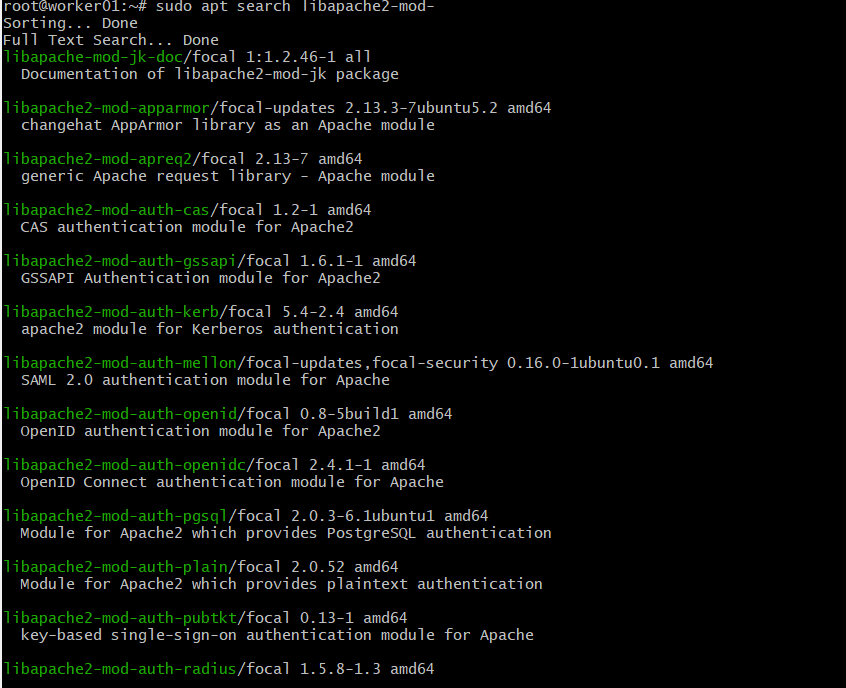 root@worker01:~# sudo apt search libapache2-mod-
Sorting... Done
Full Text Search... Done
libapache-mod-jk-doc/focal 1:1.2.46-1 all
  Documentation of libapache2-mod-jk package
libapache2-mod-apparmor/focal-updates 2.13.3-7ubuntu5.2 amd64
  changehat AppArmor library as an Apache module
libapache2-mod-apreq2/focal 2.13-7 amd64
  generic Apache request library - Apache module
libapache2-mod-auth-cas/focal 1.2-1 amd64
  CAS authentication module for Apache2
libapache2-mod-auth-gssapi/focal 1.6.1-1 amd64
  GSSAPI Authentication module for Apache2
libapache2-mod-auth-kerb/focal 5.4-2.4 amd64
  apache2 module for Kerberos authentication
libapache2-mod-auth-mellon/focal-updates,focal-security 0.16.0-1ubuntu0.1 amd64
  SAML 2.0 authentication module for Apache
libapache2-mod-auth-openid/focal 0.8-5build1 amd64
  OpenID authentication module for Apache2
libapache2-mod-auth-openidc/focal 2.4.1-1 amd64
  OpenID Connect authentication module for Apache
libapache2-mod-auth-pgsql/focal 2.0.3-6.1ubuntu1 amd64
  Module for Apache2 which provides PostgreSQL authentication
libapache2-mod-auth-plain/focal 2.0.52 amd64
  Module for Apache2 which provides plaintext authentication
libapache2-mod-auth-pubtkt/focal 0.13-1 amd64
  key-based single-sign-on authentication module for Apache
libapache2-mod-auth-radius/focal 1.5.8-1.3 amd64